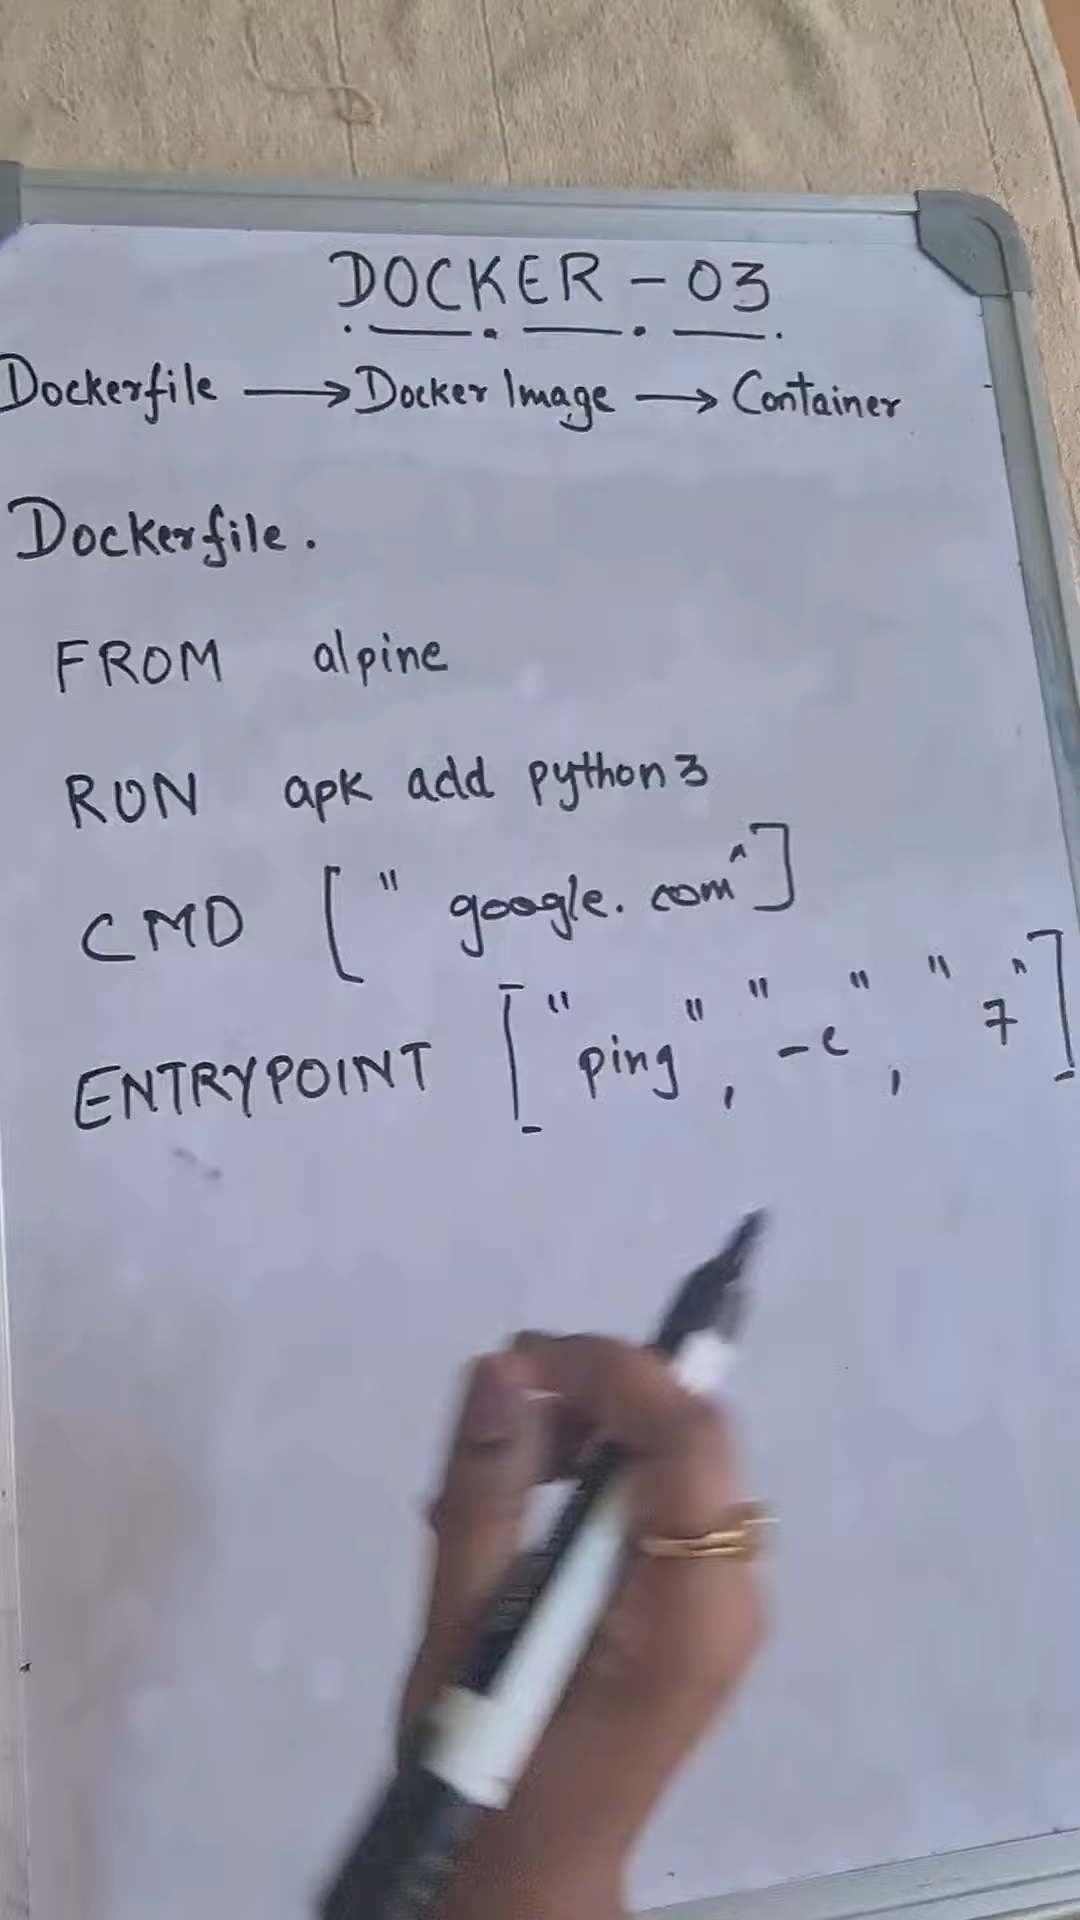 DOCKER - 03
Dockerfile → Docker Image → Container
Dockerfile.
FROM alpine
RUN apk add python3
CMD ["google.com"]
ENTRYPOINT ["ping", "-c", "7"]